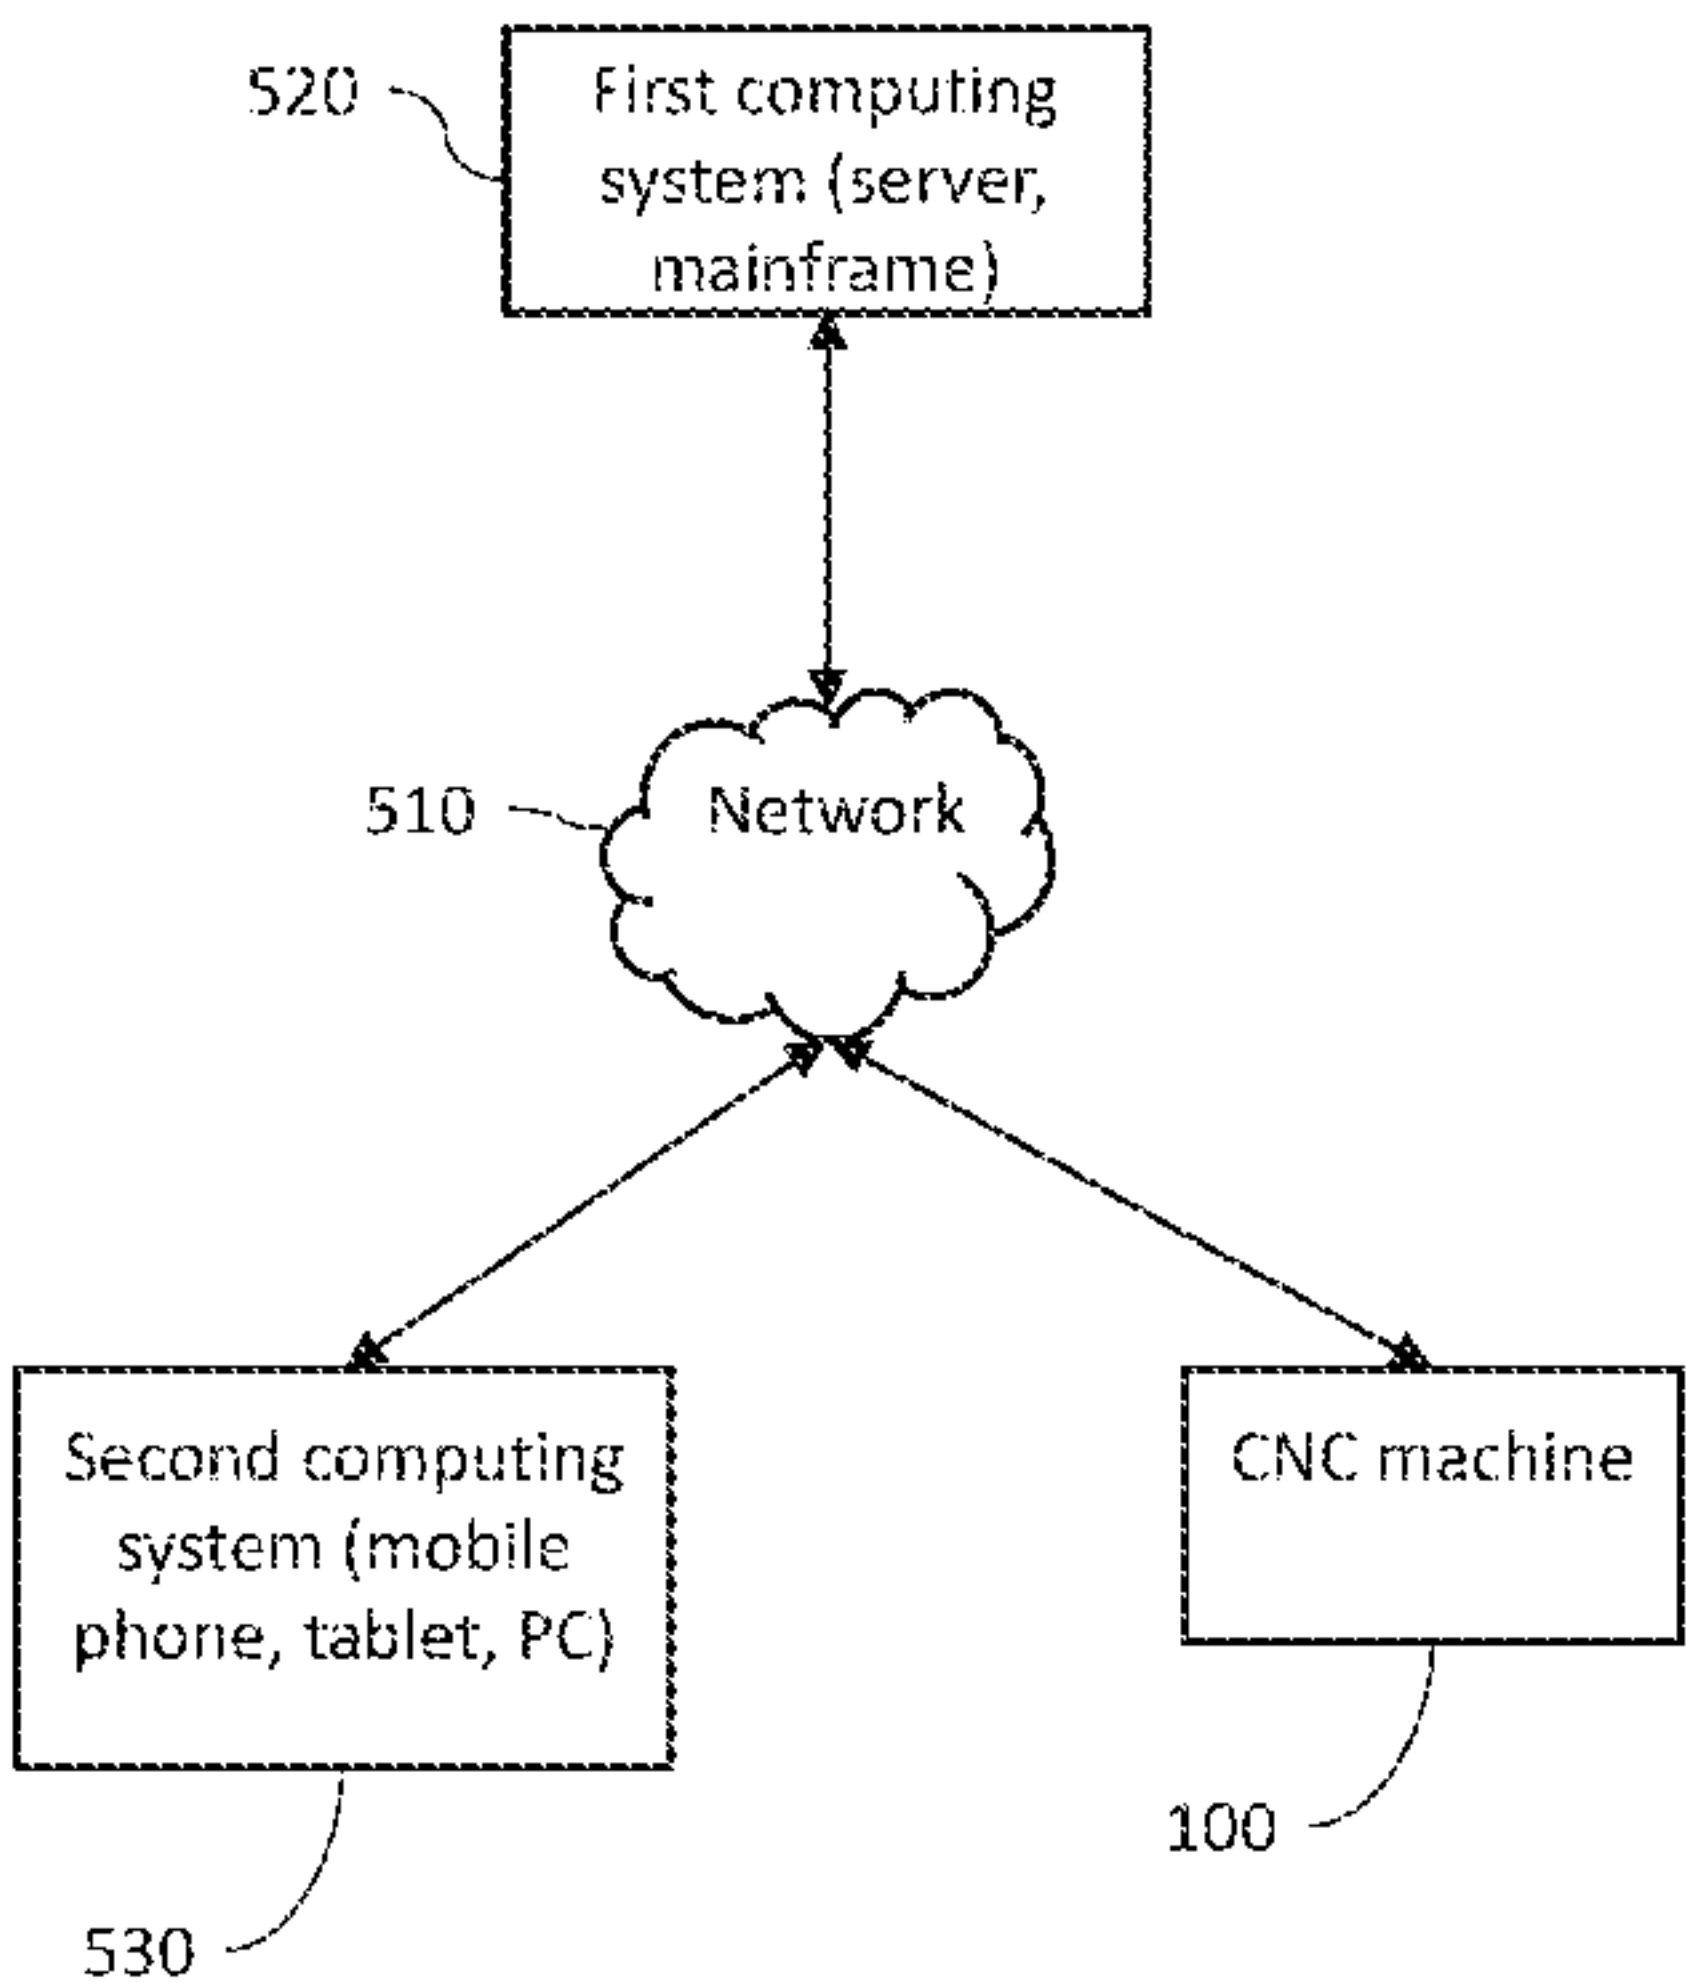 520
First computing
system (server,
mainframe)
510
Network
Second computing
system (mobile
phone, tablet, PC)
CNC machine
100
530